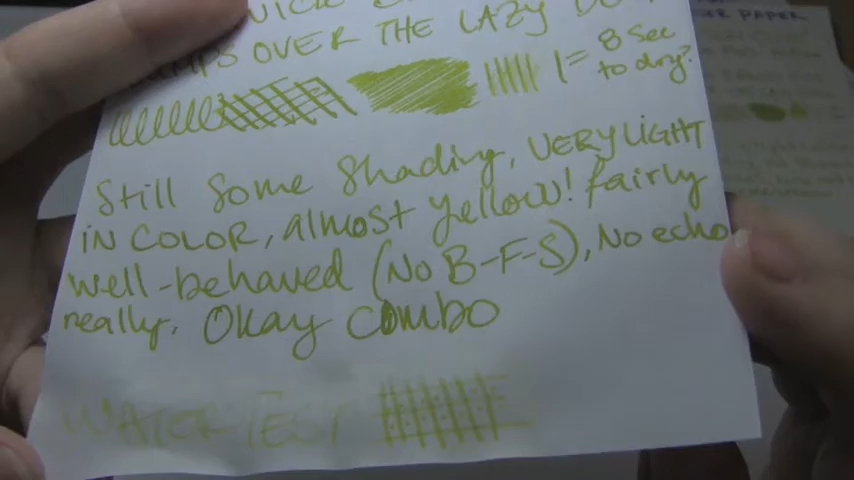 OVER THE LAZY
1 = 8 Sec
to dry?
Still Some Shading, VERY LIGHT
IN COLOR, almost yellow! fairly
well-behaved (No B-F-S), No echo
really. Okay Combo
WATER TEST
PAPER